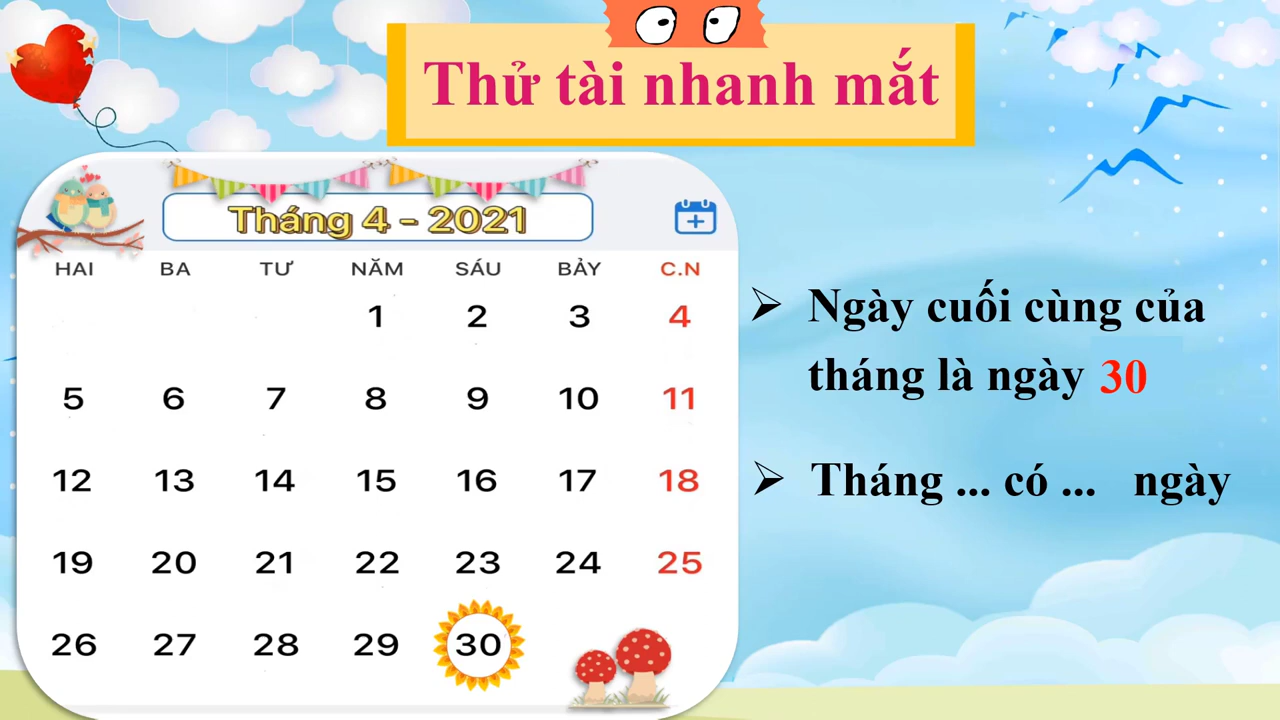 Thử tài nhanh mắt
Tháng 4 - 2021
HAI BA TƯ NĂM SÁU BẢY C.N
1 2 3 4
5 6 7 8 9 10 11
12 13 14 15 16 17 18
19 20 21 22 23 24 25
26 27 28 29 30
Ngày cuối cùng của
tháng là ngày 30
Tháng ... có ... ngày